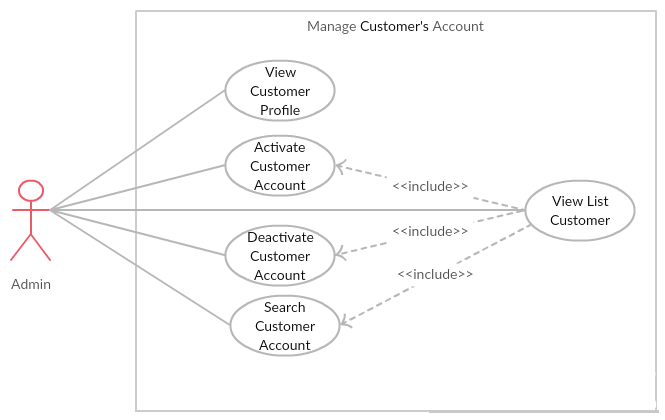 Manage Customer's Account
View
Customer
Profile
Activate
Customer
Account
<<include>>
View List
Customer
<<include>>
Deactivate
Customer
Account
<<include>>
Admin
Search
Customer
Account